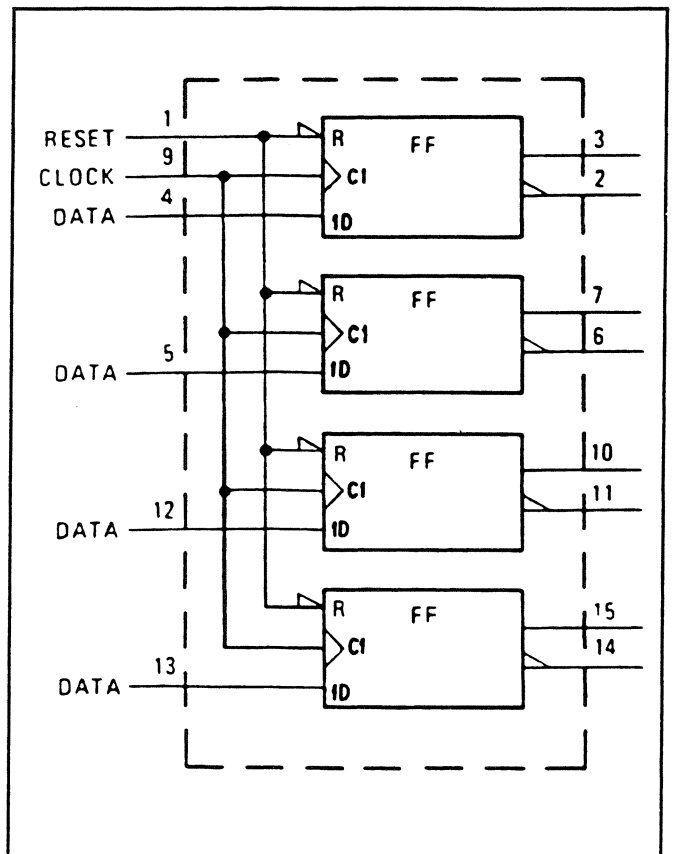 1
RESET
R
FF
3
9
CLOCK
C1
2
4
DATA
1D
R
FF
7
C1
6
5
DATA
1D
R
FF
10
C1
11
12
DATA
1D
R
FF
15
C1
14
13
DATA
1D